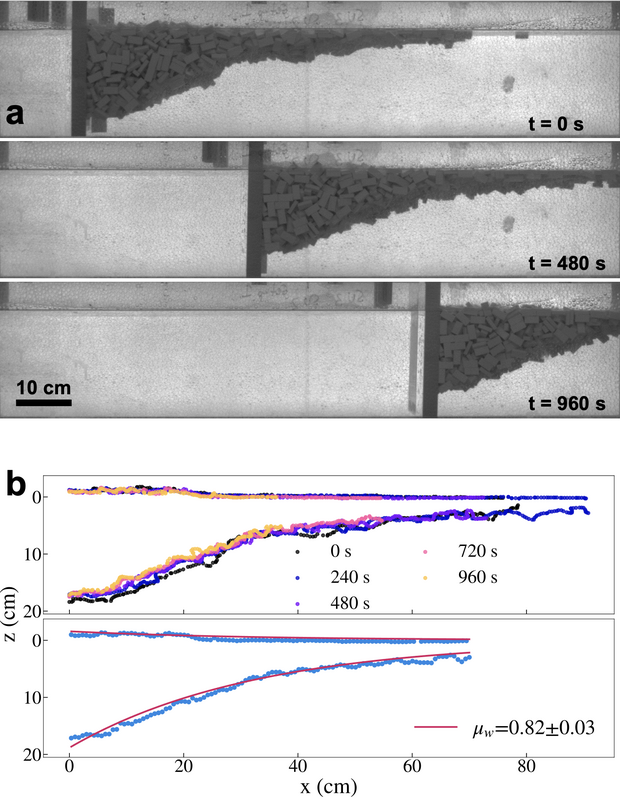 a
t = 0 s
t = 480 s
10 cm
t = 960 s
b
0
10
20
0 s
240 s
480 s
720 s
960 s
z (cm)
0
10
20
μw=0.82±0.03
0
20
40
60
80
x (cm)